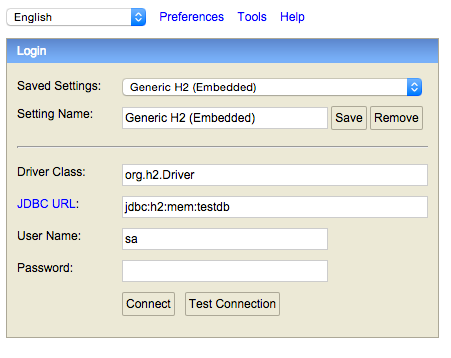 English Preferences Tools Help
Login
Saved Settings: Generic H2 (Embedded)
Setting Name: Generic H2 (Embedded) Save Remove
Driver Class: org.h2.Driver
JDBC URL: jdbc:h2:mem:testdb
User Name: sa
Password:
Connect Test Connection